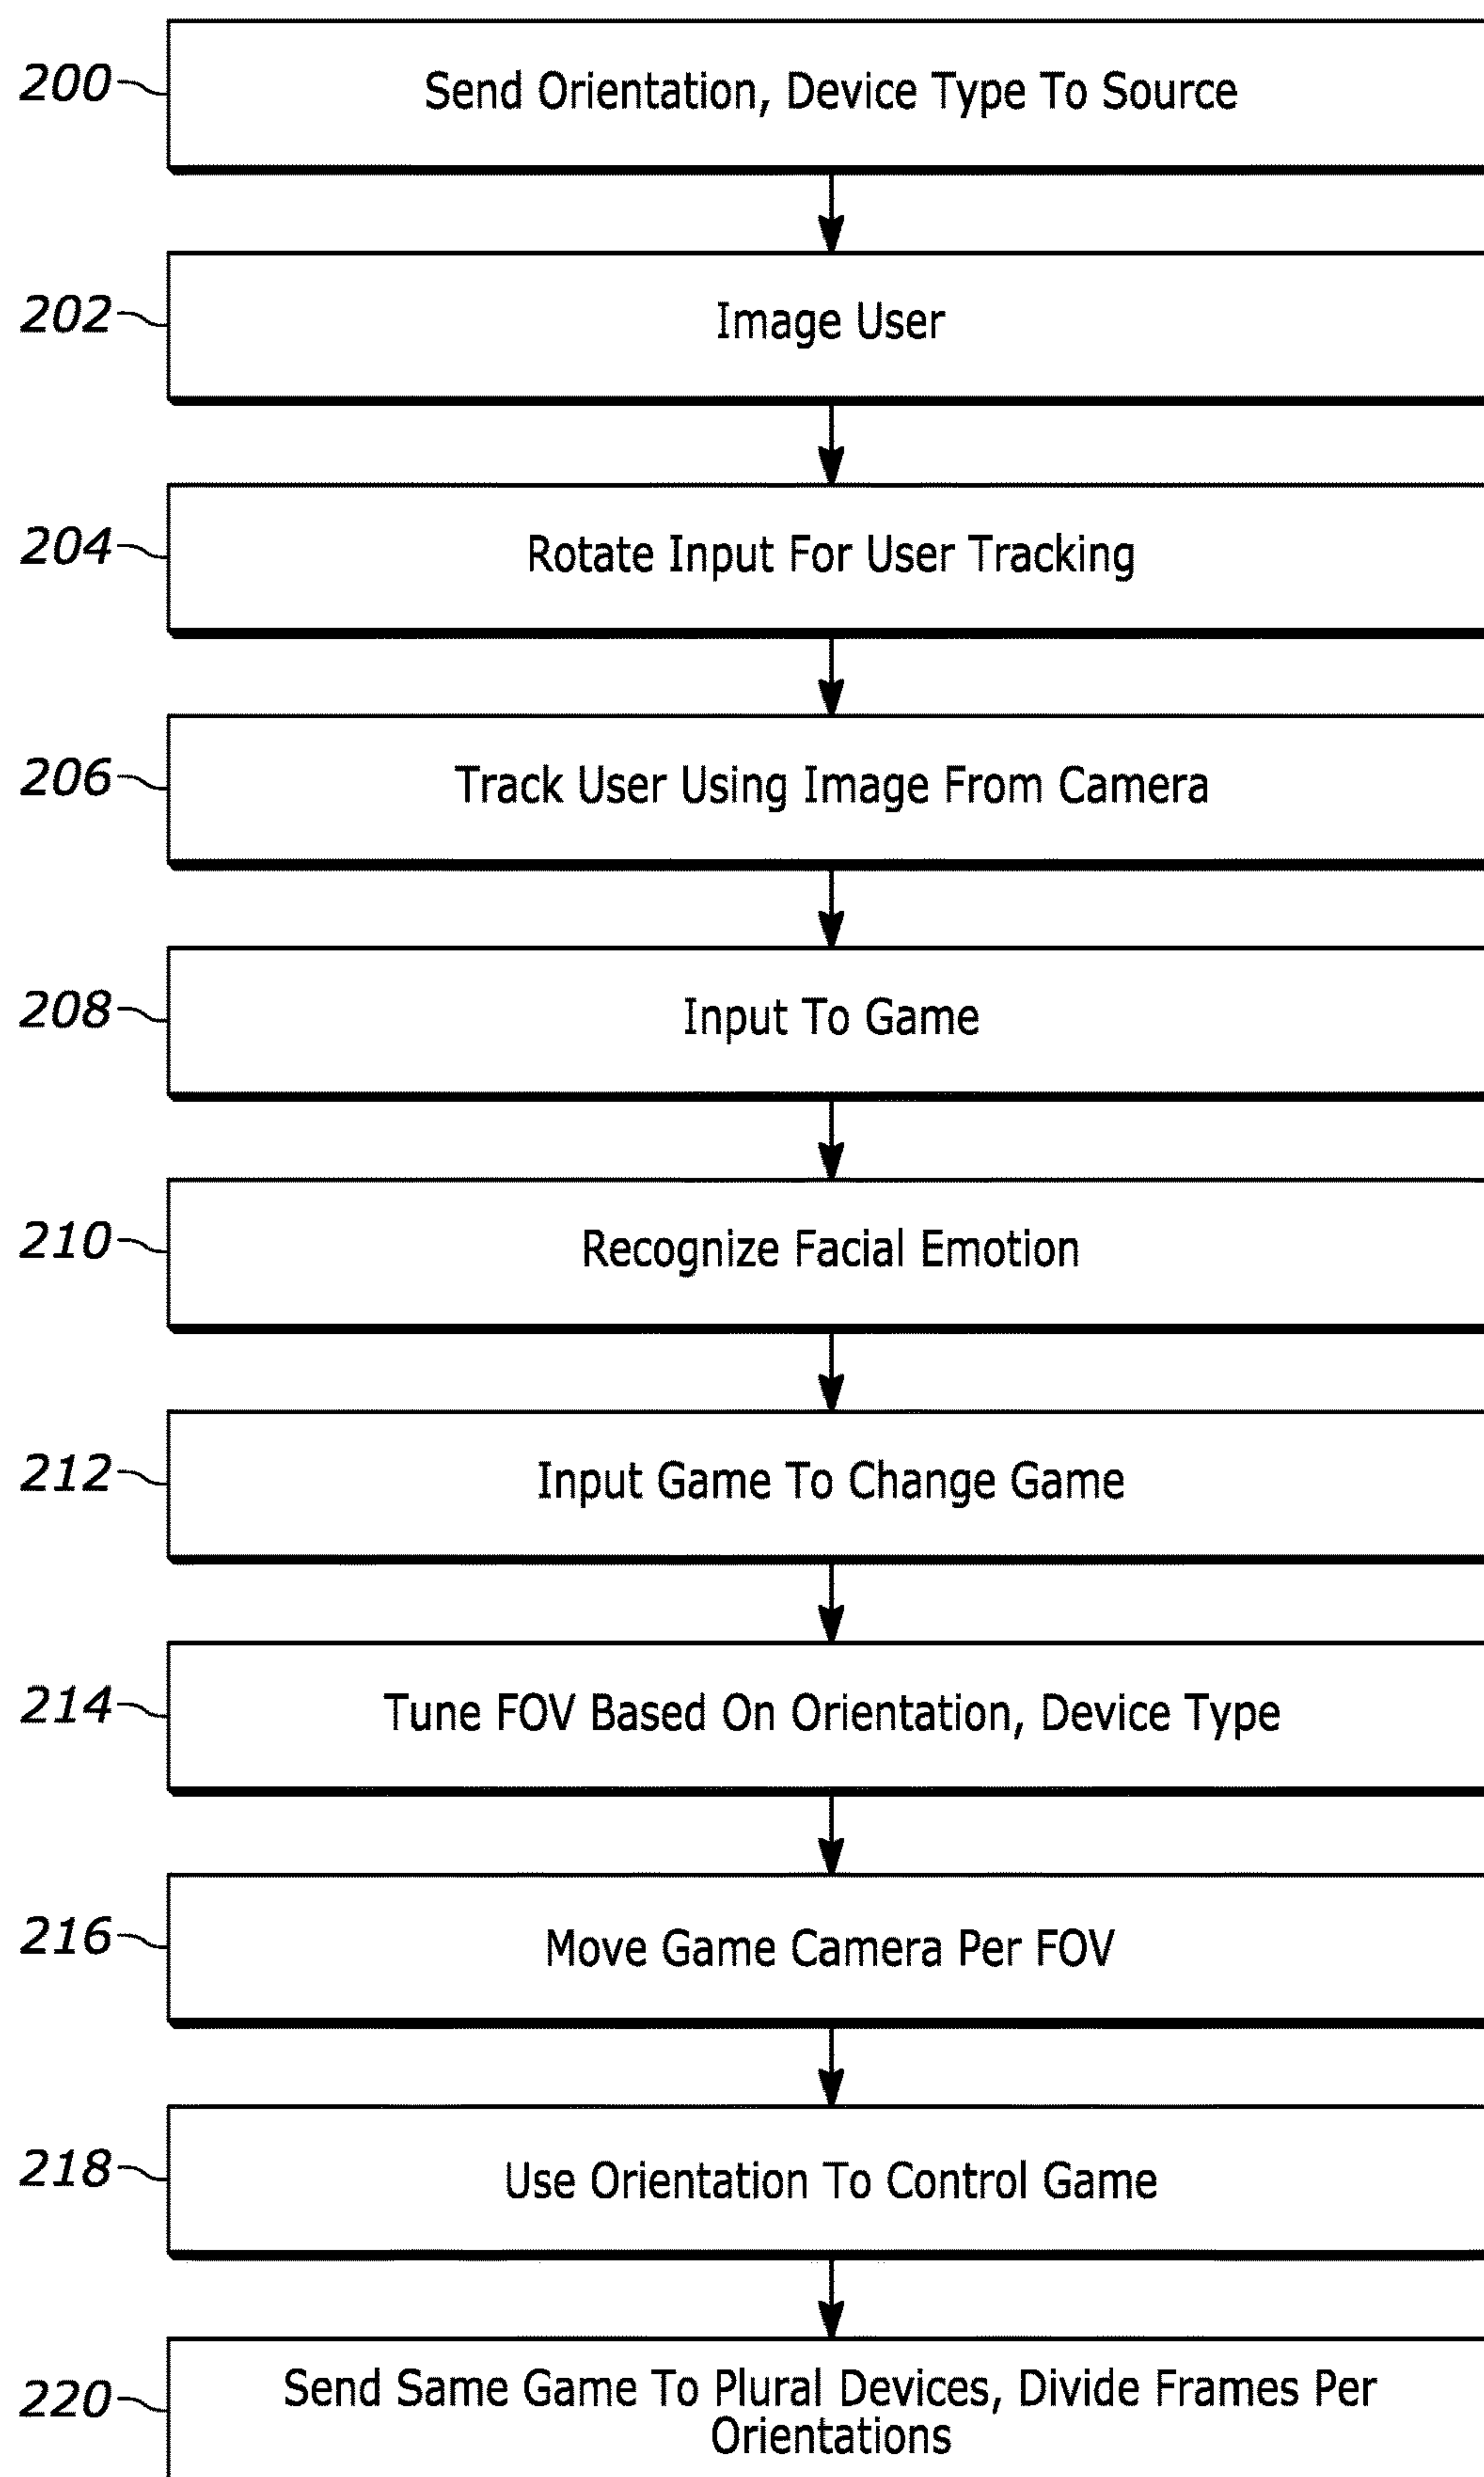 200
Send Orientation, Device Type To Source
202
Image User
204
Rotate Input For User Tracking
206
Track User Using Image From Camera
208
Input To Game
210
Recognize Facial Emotion
212
Input Game To Change Game
214
Tune FOV Based On Orientation, Device Type
216
Move Game Camera Per FOV
218
Use Orientation To Control Game
220
Send Same Game To Plural Devices, Divide Frames Per
Orientations